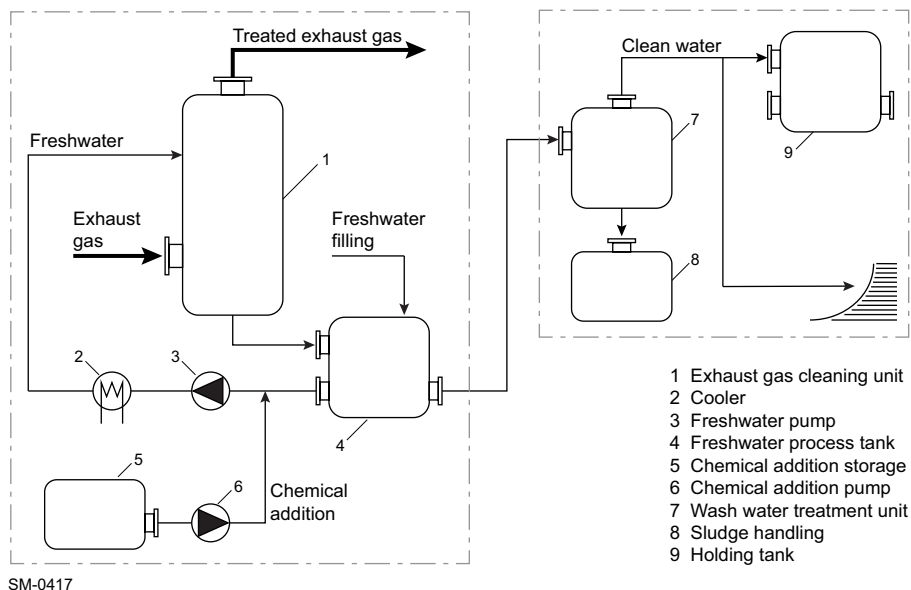 Treated exhaust gas
Clean water
Freshwater
1
7
9
Exhaust
gas
Freshwater
filling
8
2
3
4
5
6
Chemical
addition
1 Exhaust gas cleaning unit
2 Cooler
3 Freshwater pump
4 Freshwater process tank
5 Chemical addition storage
6 Chemical addition pump
7 Wash water treatment unit
8 Sludge handling
9 Holding tank
SM-0417